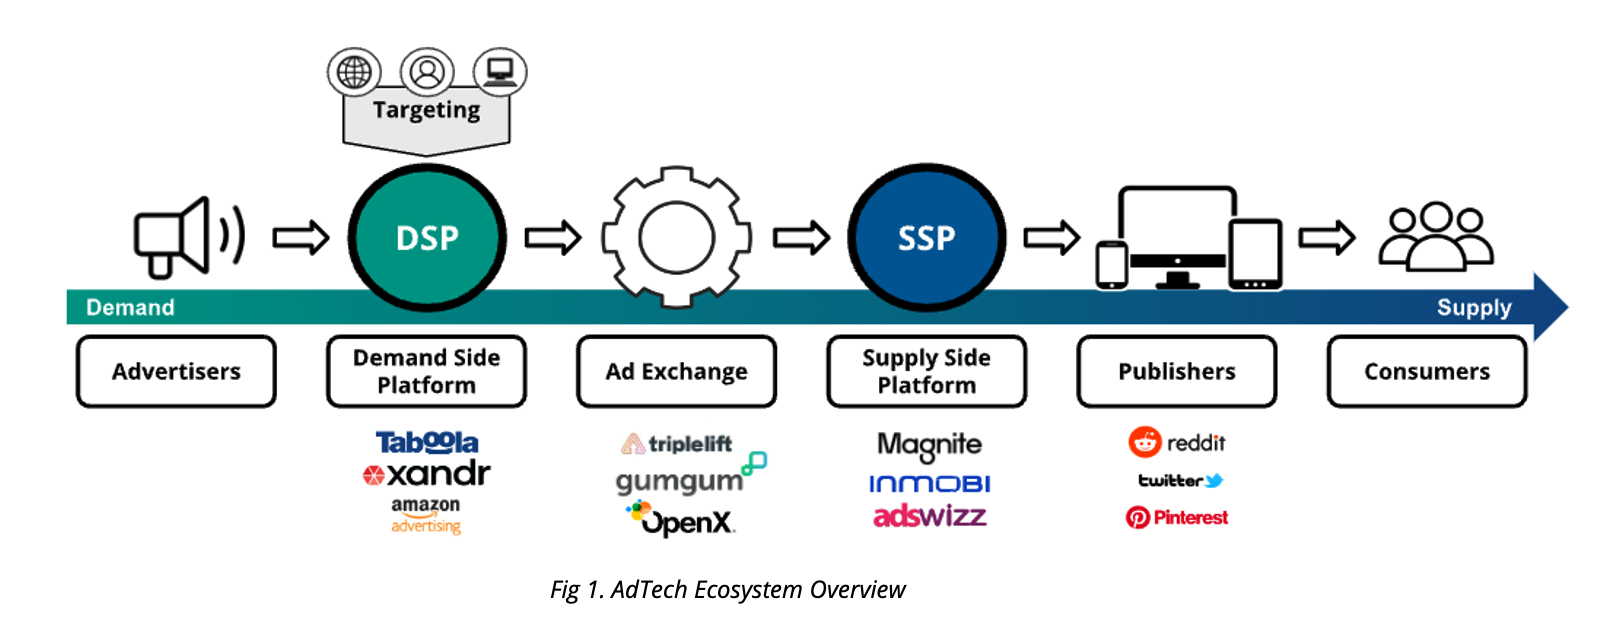 Targeting
DSP
SSP
Demand
Supply
Advertisers
Demand Side
Platform
Ad Exchange
Supply Side
Platform
Publishers
Consumers
Taboola
xandr
amazon
advertising
triplelift
gumgum
OpenX
Magnite
INMOBI
adswizz
reddit
twitter
Pinterest
Fig 1. AdTech Ecosystem Overview